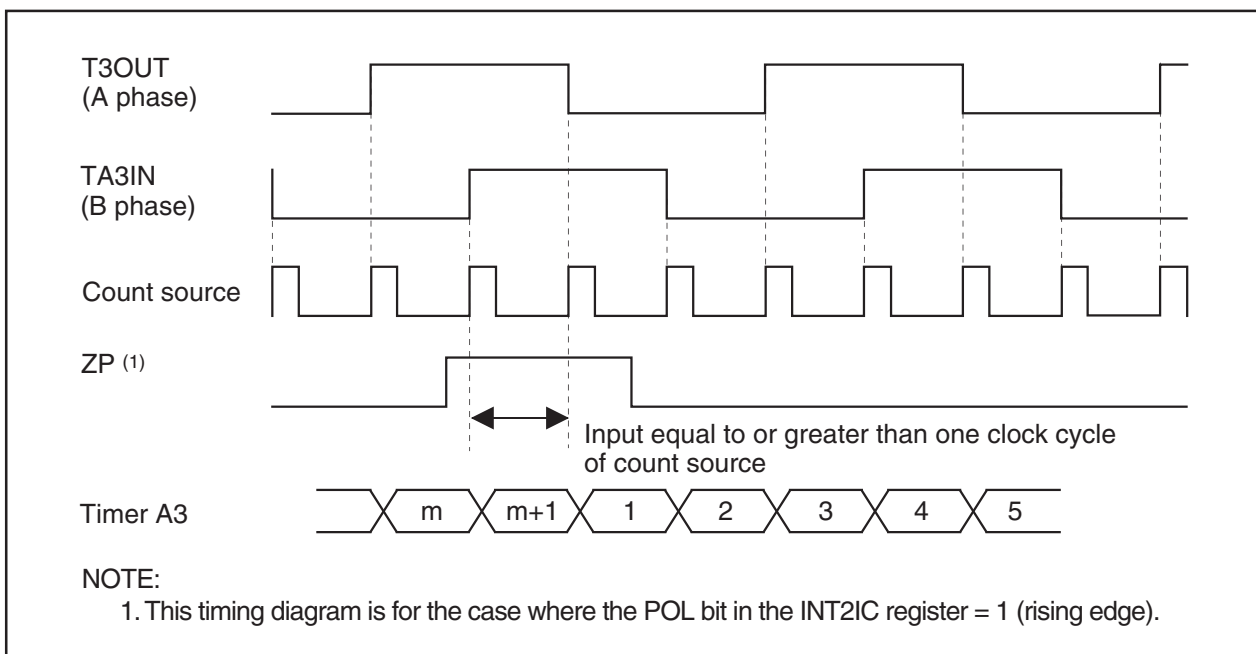 T3OUT
(A phase)
TA3IN
(B phase)
Count source
ZP (1)
Input equal to or greater than one clock cycle
of count source
Timer A3 m m+1 1 2 3 4 5
NOTE:
1. This timing diagram is for the case where the POL bit in the INT2IC register = 1 (rising edge).